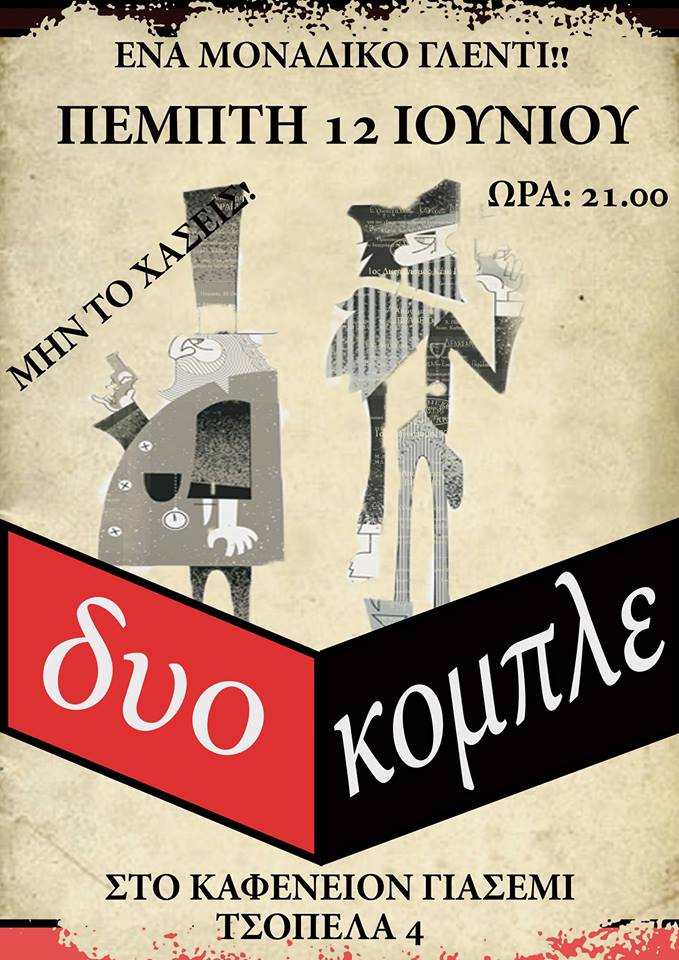 ΕΝΑ ΜΟΝΑΔΙΚΟ ΓΛΕΝΤΙ!!
ΠΕΜΠΤΗ 12 ΙΟΥΝΙΟΥ
ΩΡΑ: 21.00
ΜΗΝ ΤΟ ΧΑΣΕΙΣ!
δυο
κομπλε
ΣΤΟ ΚΑΦΕΝΕΙΟΝ ΓΙΑΣΕΜΙ
ΤΣΟΠΕΛΑ 4